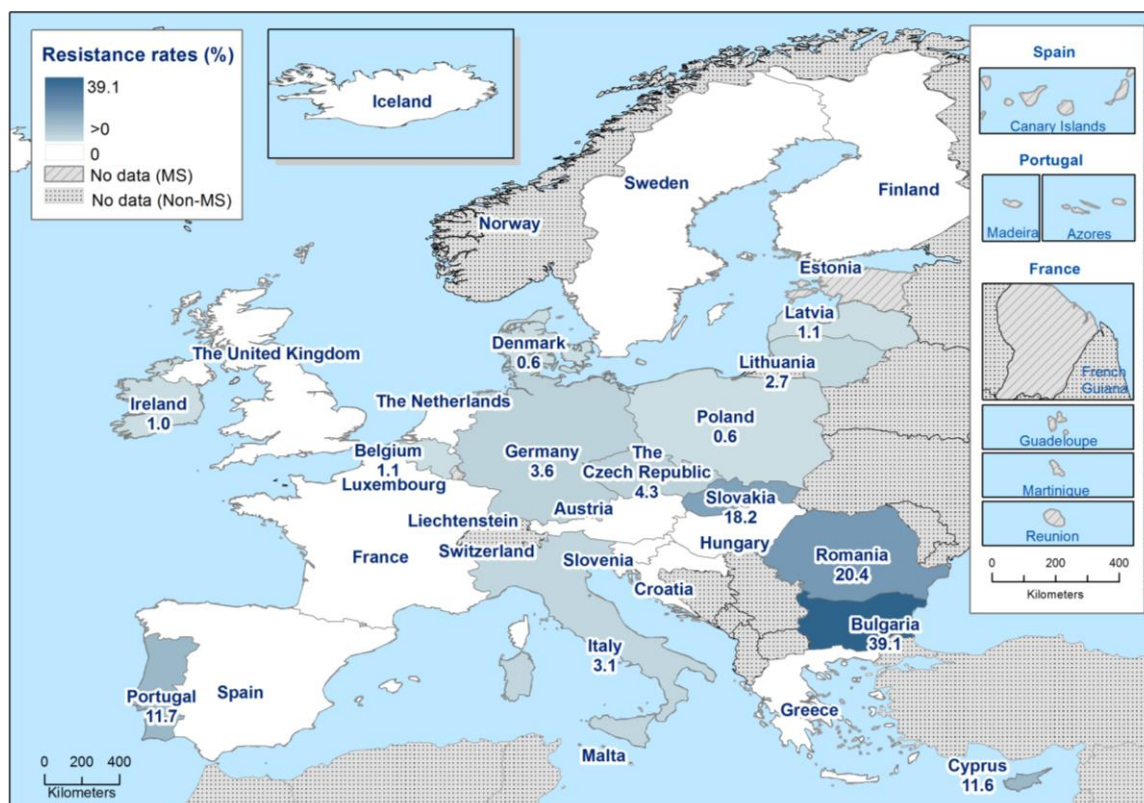 Resistance rates (%)
39.1
>0
0
No data (MS)
No data (Non-MS)
Iceland
Sweden
Finland
Norway
Estonia
Latvia
1.1
Denmark
0.6
Lithuania
2.7
The United Kingdom
Ireland
1.0
The Netherlands
Poland
0.6
Belgium
1.1
Germany
3.6
The
Czech Republic
4.3
Luxembourg
Slovakia
18.2
Austria
Liechtenstein
Hungary
Switzerland
France
Slovenia
Romania
20.4
Croatia
Bulgaria
39.1
Italy
3.1
Portugal
11.7
Spain
Greece
Malta
Cyprus
11.6
0 200 400
Kilometers
Spain
Canary Islands
Portugal
Madeira
Azores
France
French
Guiana
Guadeloupe
Martinique
Reunion
0 200 400
Kilometers